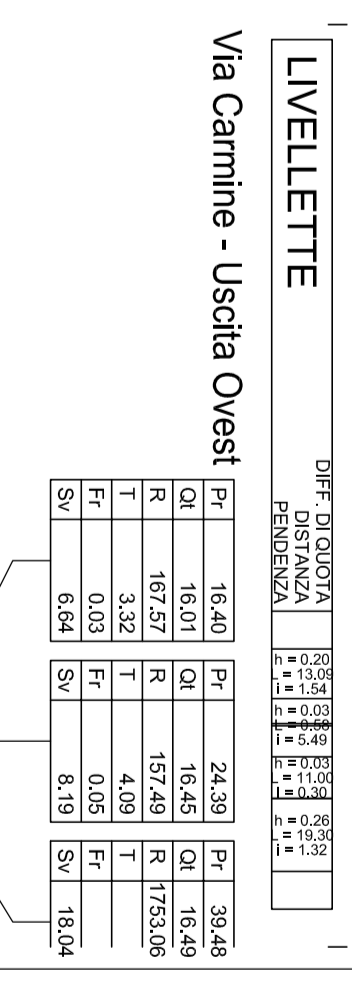 LIVELLETTE
DIFF. DI QUOTA
DISTANZA
PENDENZA
h = 0.20
L = 13.09
i = 1.54
h = 0.03
L = 0.58
i = 5.49
h = 0.03
L = 11.00
i = 0.30
h = 0.26
L = 19.30
i = 1.32
Via Carmine - Uscita Ovest
Pr 16.40
Qt 16.01
R 167.57
T 3.32
Fr 0.03
Sv 6.64
Pr 24.39
Qt 16.45
R 157.49
T 4.09
Fr 0.05
Sv 8.19
Pr 39.48
Qt 16.49
R 1753.06
T
Fr
Sv 18.04